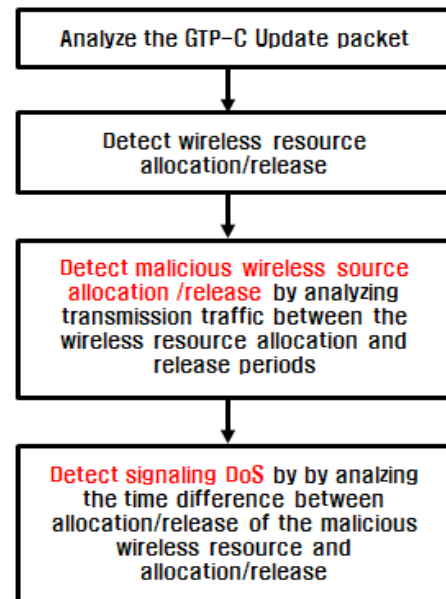 Analyze the GTP-C Update packet
Detect wireless resource
allocation/release
Detect malicious wireless source
allocation /release by analyzing
transmission traffic between the
wireless resource allocation and
release periods
Detect signaling DoS by by analzing
the time difference between
allocation/release of the malicious
wireless resource and
allocation/release